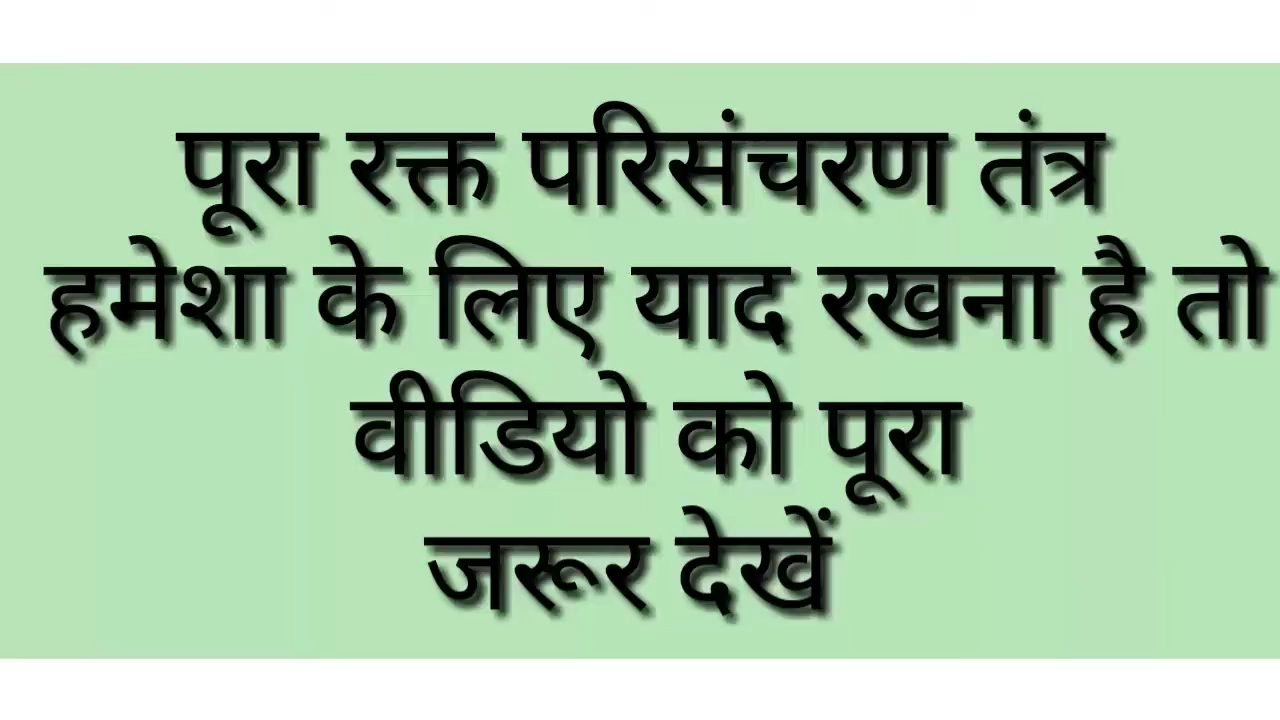 पूरा रक्त परिसंचरण तंत्र
हमेशा के लिए याद रखना है तो
वीडियो को पूरा
जरूर देखें